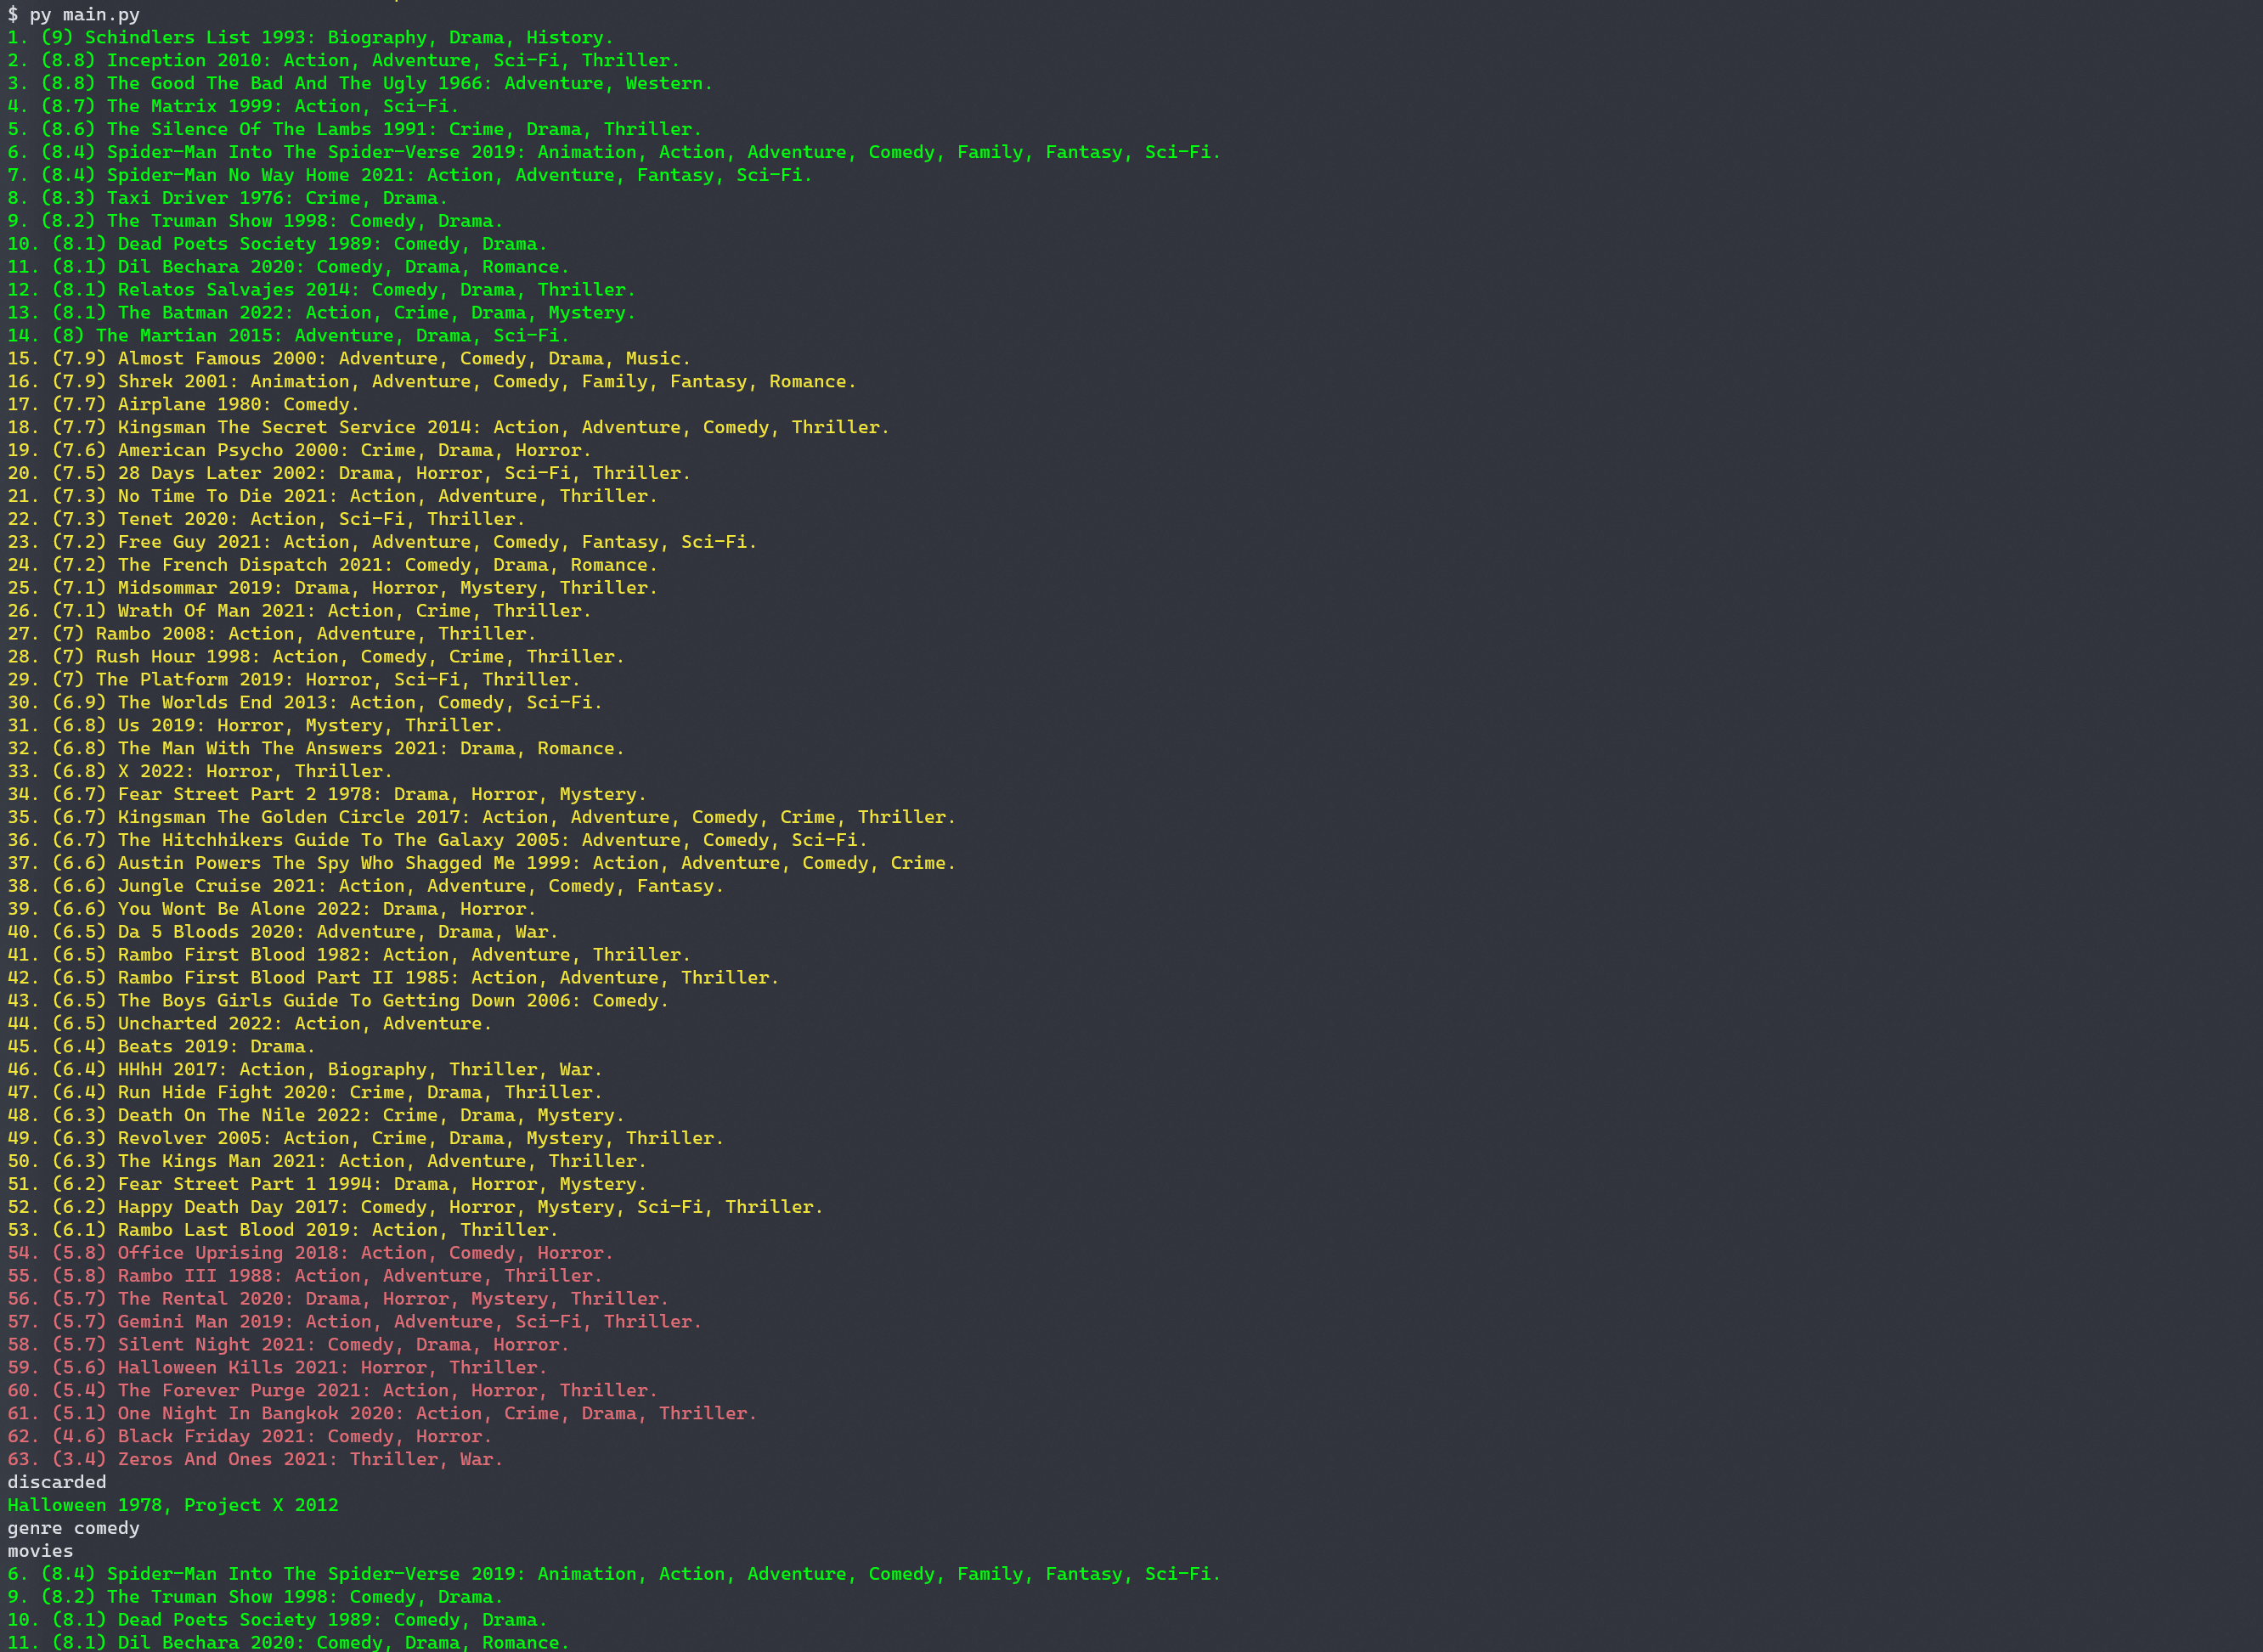 $ py main.py
1. (9) Schindlers List 1993: Biography, Drama, History.
2. (8.8) Inception 2010: Action, Adventure, Sci-Fi, Thriller.
3. (8.8) The Good The Bad And The Ugly 1966: Adventure, Western.
4. (8.7) The Matrix 1999: Action, Sci-Fi.
5. (8.6) The Silence Of The Lambs 1991: Crime, Drama, Thriller.
6. (8.4) Spider-Man Into The Spider-Verse 2019: Animation, Action, Adventure, Comedy, Family, Fantasy, Sci-Fi.
7. (8.4) Spider-Man No Way Home 2021: Action, Adventure, Fantasy, Sci-Fi.
8. (8.3) Taxi Driver 1976: Crime, Drama.
9. (8.2) The Truman Show 1998: Comedy, Drama.
10. (8.1) Dead Poets Society 1989: Comedy, Drama.
11. (8.1) Dil Bechara 2020: Comedy, Drama, Romance.
12. (8.1) Relatos Salvajes 2014: Comedy, Drama, Thriller.
13. (8.1) The Batman 2022: Action, Crime, Drama, Mystery.
14. (8) The Martian 2015: Adventure, Drama, Sci-Fi.
15. (7.9) Almost Famous 2000: Adventure, Comedy, Drama, Music.
16. (7.9) Shrek 2001: Animation, Adventure, Comedy, Family, Fantasy, Romance.
17. (7.7) Airplane 1980: Comedy.
18. (7.7) Kingsman The Secret Service 2014: Action, Adventure, Comedy, Thriller.
19. (7.6) American Psycho 2000: Crime, Drama, Horror.
20. (7.5) 28 Days Later 2002: Drama, Horror, Sci-Fi, Thriller.
21. (7.3) No Time To Die 2021: Action, Adventure, Thriller.
22. (7.3) Tenet 2020: Action, Sci-Fi, Thriller.
23. (7.2) Free Guy 2021: Action, Adventure, Comedy, Fantasy, Sci-Fi.
24. (7.2) The French Dispatch 2021: Comedy, Drama, Romance.
25. (7.1) Midsommar 2019: Drama, Horror, Mystery, Thriller.
26. (7.1) Wrath Of Man 2021: Action, Crime, Thriller.
27. (7) Rambo 2008: Action, Adventure, Thriller.
28. (7) Rush Hour 1998: Action, Comedy, Crime, Thriller.
29. (7) The Platform 2019: Horror, Sci-Fi, Thriller.
30. (6.9) The Worlds End 2013: Action, Comedy, Sci-Fi.
31. (6.8) Us 2019: Horror, Mystery, Thriller.
32. (6.8) The Man With The Answers 2021: Drama, Romance.
33. (6.8) X 2022: Horror, Thriller.
34. (6.7) Fear Street Part 2 1978: Drama, Horror, Mystery.
35. (6.7) Kingsman The Golden Circle 2017: Action, Adventure, Comedy, Crime, Thriller.
36. (6.7) The Hitchhikers Guide To The Galaxy 2005: Adventure, Comedy, Sci-Fi.
37. (6.6) Austin Powers The Spy Who Shagged Me 1999: Action, Adventure, Comedy, Crime.
38. (6.6) Jungle Cruise 2021: Action, Adventure, Comedy, Fantasy.
39. (6.6) You Wont Be Alone 2022: Drama, Horror.
40. (6.5) Da 5 Bloods 2020: Adventure, Drama, War.
41. (6.5) Rambo First Blood 1982: Action, Adventure, Thriller.
42. (6.5) Rambo First Blood Part II 1985: Action, Adventure, Thriller.
43. (6.5) The Boys Girls Guide To Getting Down 2006: Comedy.
44. (6.5) Uncharted 2022: Action, Adventure.
45. (6.4) Beats 2019: Drama.
46. (6.4) HHhH 2017: Action, Biography, Thriller, War.
47. (6.4) Run Hide Fight 2020: Crime, Drama, Thriller.
48. (6.3) Death On The Nile 2022: Crime, Drama, Mystery.
49. (6.3) Revolver 2005: Action, Crime, Drama, Mystery, Thriller.
50. (6.3) The Kings Man 2021: Action, Adventure, Thriller.
51. (6.2) Fear Street Part 1 1994: Drama, Horror, Mystery.
52. (6.2) Happy Death Day 2017: Comedy, Horror, Mystery, Sci-Fi, Thriller.
53. (6.1) Rambo Last Blood 2019: Action, Thriller.
54. (5.8) Office Uprising 2018: Action, Comedy, Horror.
55. (5.8) Rambo III 1988: Action, Adventure, Thriller.
56. (5.7) The Rental 2020: Drama, Horror, Mystery, Thriller.
57. (5.7) Gemini Man 2019: Action, Adventure, Sci-Fi, Thriller.
58. (5.7) Silent Night 2021: Comedy, Drama, Horror.
59. (5.6) Halloween Kills 2021: Horror, Thriller.
60. (5.4) The Forever Purge 2021: Action, Horror, Thriller.
61. (5.1) One Night In Bangkok 2020: Action, Crime, Drama, Thriller.
62. (4.6) Black Friday 2021: Comedy, Horror.
63. (3.4) Zeros And Ones 2021: Thriller, War.
discarded
Halloween 1978, Project X 2012
genre comedy
movies
6. (8.4) Spider-Man Into The Spider-Verse 2019: Animation, Action, Adventure, Comedy, Family, Fantasy, Sci-Fi.
9. (8.2) The Truman Show 1998: Comedy, Drama.
10. (8.1) Dead Poets Society 1989: Comedy, Drama.
11. (8.1) Dil Bechara 2020: Comedy, Drama, Romance.